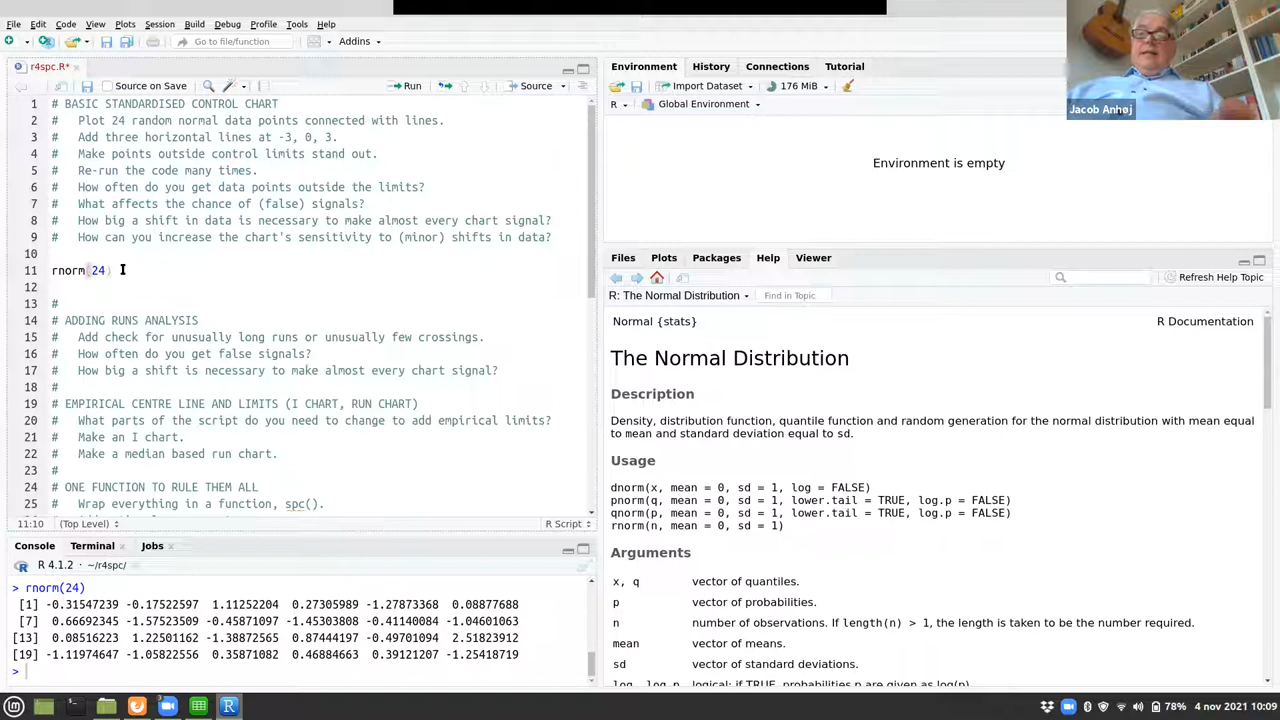 File Edit Code View Plots Session Build Debug Profile Tools Help
Go to file/function Addins
r4spc.R*
Source on Save Run Source
1 # BASIC STANDARDISED CONTROL CHART
2 # Plot 24 random normal data points connected with lines.
3 # Add three horizontal lines at -3, 0, 3.
4 # Make points outside control limits stand out.
5 # Re-run the code many times.
6 # How often do you get data points outside the limits?
7 # What affects the chance of (false) signals?
8 # How big a shift in data is necessary to make almost every chart signal?
9 # How can you increase the chart's sensitivity to (minor) shifts in data?
10
11 rnorm(24)
12
13 #
14 # ADDING RUNS ANALYSIS
15 # Add check for unusually long runs or unusually few crossings.
16 # How often do you get false signals?
17 # How big a shift is necessary to make almost every chart signal?
18 #
19 # EMPIRICAL CENTRE LINE AND LIMITS (I CHART, RUN CHART)
20 # What parts of the script do you need to change to add empirical limits?
21 # Make an I chart.
22 # Make a median based run chart.
23 #
24 # ONE FUNCTION TO RULE THEM ALL
25 # Wrap everything in a function, spc().
11:10 (Top Level) R Script
Console Terminal Jobs
R 4.1.2 · ~/r4spc/
> rnorm(24)
[1] -0.31547239 -0.17522597 1.11252204 0.27305989 -1.27873368 0.08877688
[7] 0.66692345 -1.57523509 -0.45871097 -1.45303808 -0.41140084 -1.04601063
[13] 0.08516223 1.22501162 -1.38872565 0.87444197 -0.49701094 2.51823912
[19] -1.11974647 -1.05822556 0.35871082 0.46884663 0.39121207 -1.25418719
>
Environment History Connections Tutorial
Import Dataset 176 MiB
R Global Environment
Environment is empty
Jacob Anhøj
Files Plots Packages Help Viewer
Refresh Help Topic
R: The Normal Distribution Find in Topic
Normal {stats} R Documentation
The Normal Distribution
Description
Density, distribution function, quantile function and random generation for the normal distribution with mean equal
to mean and standard deviation equal to sd.
Usage
dnorm(x, mean = 0, sd = 1, log = FALSE)
pnorm(q, mean = 0, sd = 1, lower.tail = TRUE, log.p = FALSE)
qnorm(p, mean = 0, sd = 1, lower.tail = TRUE, log.p = FALSE)
rnorm(n, mean = 0, sd = 1)
Arguments
x, q vector of quantiles.
p vector of probabilities.
n number of observations. If length(n) > 1, the length is taken to be the number required.
mean vector of means.
sd vector of standard deviations.
log, log.p logical; if TRUE, probabilities p are given as log(p).
78% 4 nov 2021 10:09